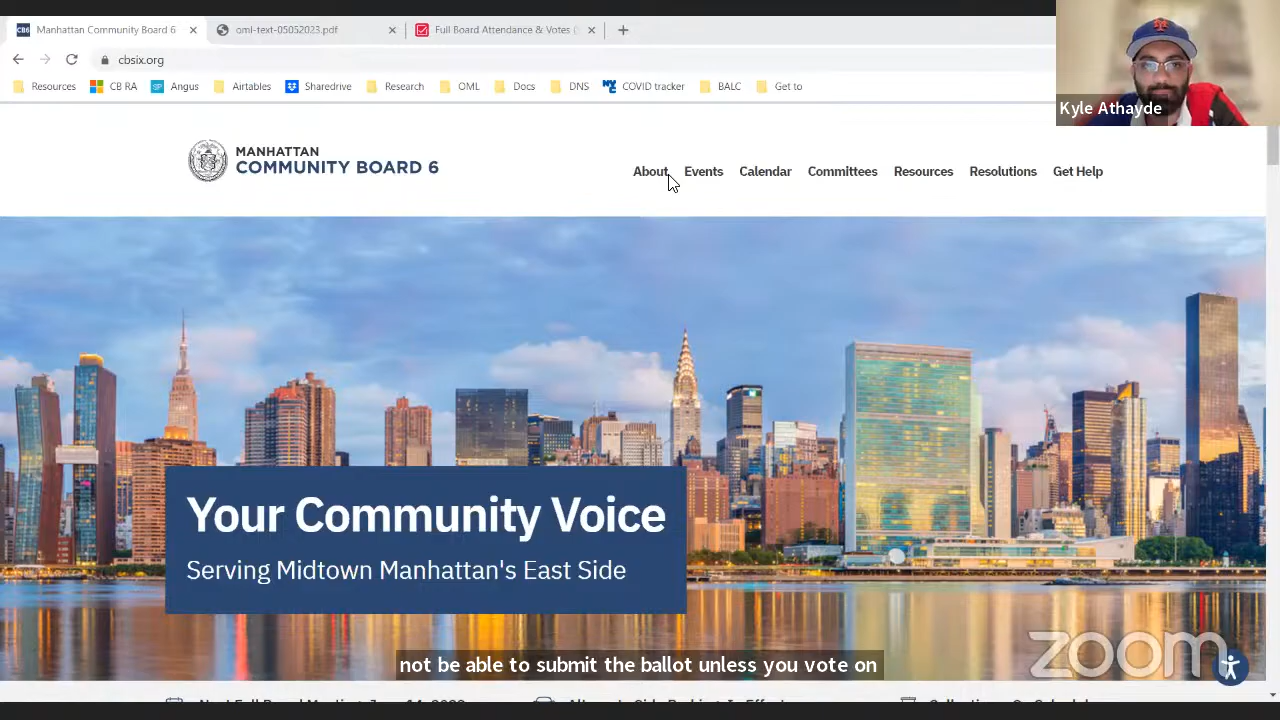 Manhattan Community Board 6
oml-text-05052023.pdf
Full Board Attendance & Votes
cbsix.org
Resources
CB RA
Angus
Airtables
Sharedrive
Research
OML
Docs
DNS
COVID tracker
BALC
Get to
Kyle Athayde
MANHATTAN
COMMUNITY BOARD 6
About
Events
Calendar
Committees
Resources
Resolutions
Get Help
Your Community Voice
Serving Midtown Manhattan's East Side
not be able to submit the ballot unless you vote on
zoom